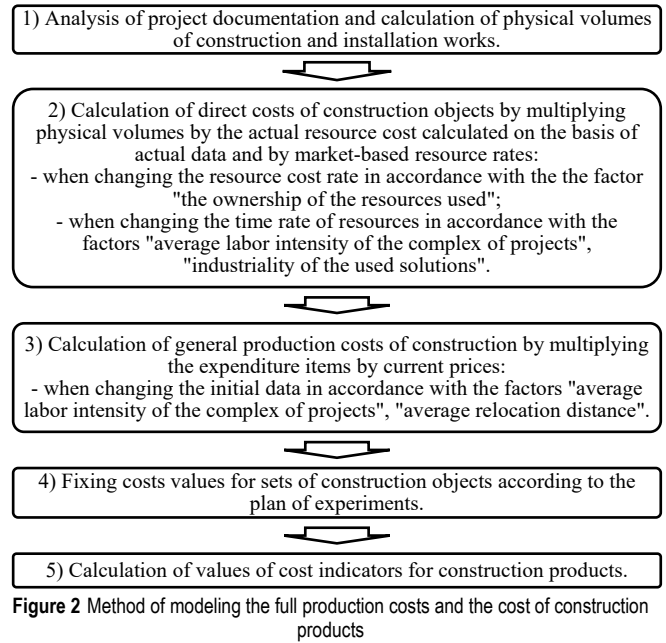 1) Analysis of project documentation and calculation of physical volumes
of construction and installation works.
2) Calculation of direct costs of construction objects by multiplying
physical volumes by the actual resource cost calculated on the basis of
actual data and by market-based resource rates:
- when changing the resource cost rate in accordance with the the factor
"the ownership of the resources used";
- when changing the time rate of resources in accordance with the
factors "average labor intensity of the complex of projects",
"industriality of the used solutions".
3) Calculation of general production costs of construction by multiplying
the expenditure items by current prices:
- when changing the initial data in accordance with the factors "average
labor intensity of the complex of projects", "average relocation distance".
4) Fixing costs values for sets of construction objects according to the
plan of experiments.
5) Calculation of values of cost indicators for construction products.
Figure 2 Method of modeling the full production costs and the cost of construction
products